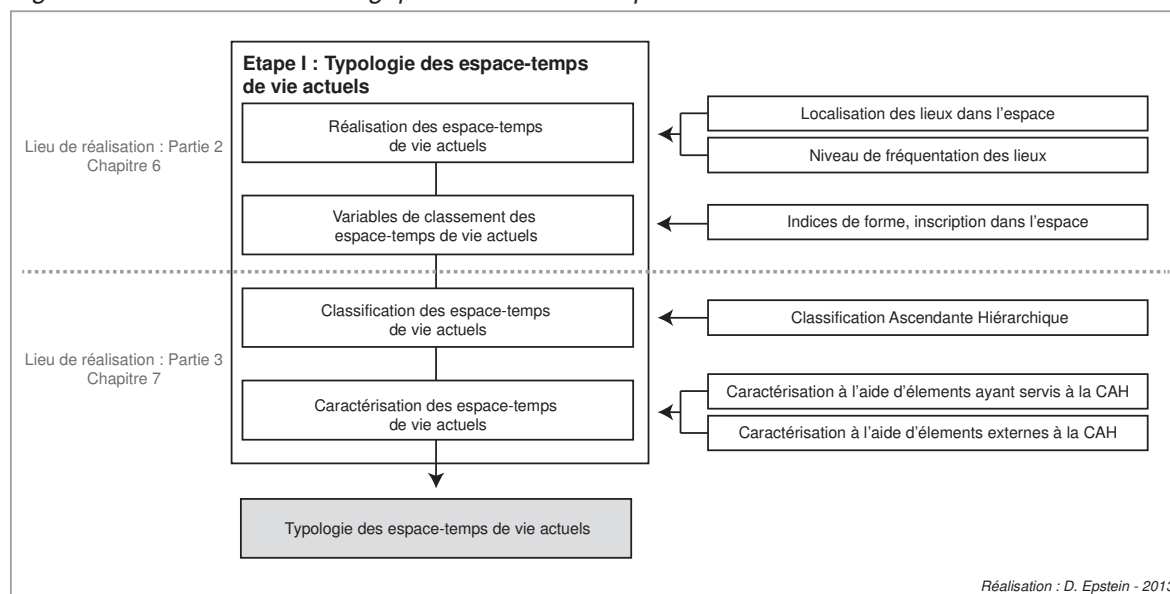 Etape I : Typologie des espace-temps
de vie actuels
Lieu de réalisation : Partie 2
Chapitre 6
Réalisation des espace-temps
de vie actuels
Localisation des lieux dans l'espace
Niveau de fréquentation des lieux
Variables de classement des
espace-temps de vie actuels
Indices de forme, inscription dans l'espace
Lieu de réalisation : Partie 3
Chapitre 7
Classification des espace-temps
de vie actuels
Classification Ascendante Hiérarchique
Caractérisation des espace-temps
de vie actuels
Caractérisation à l'aide d'élements ayant servis à la CAH
Caractérisation à l'aide d'élements externes à la CAH
Typologie des espace-temps de vie actuels
Réalisation : D. Epstein - 2013